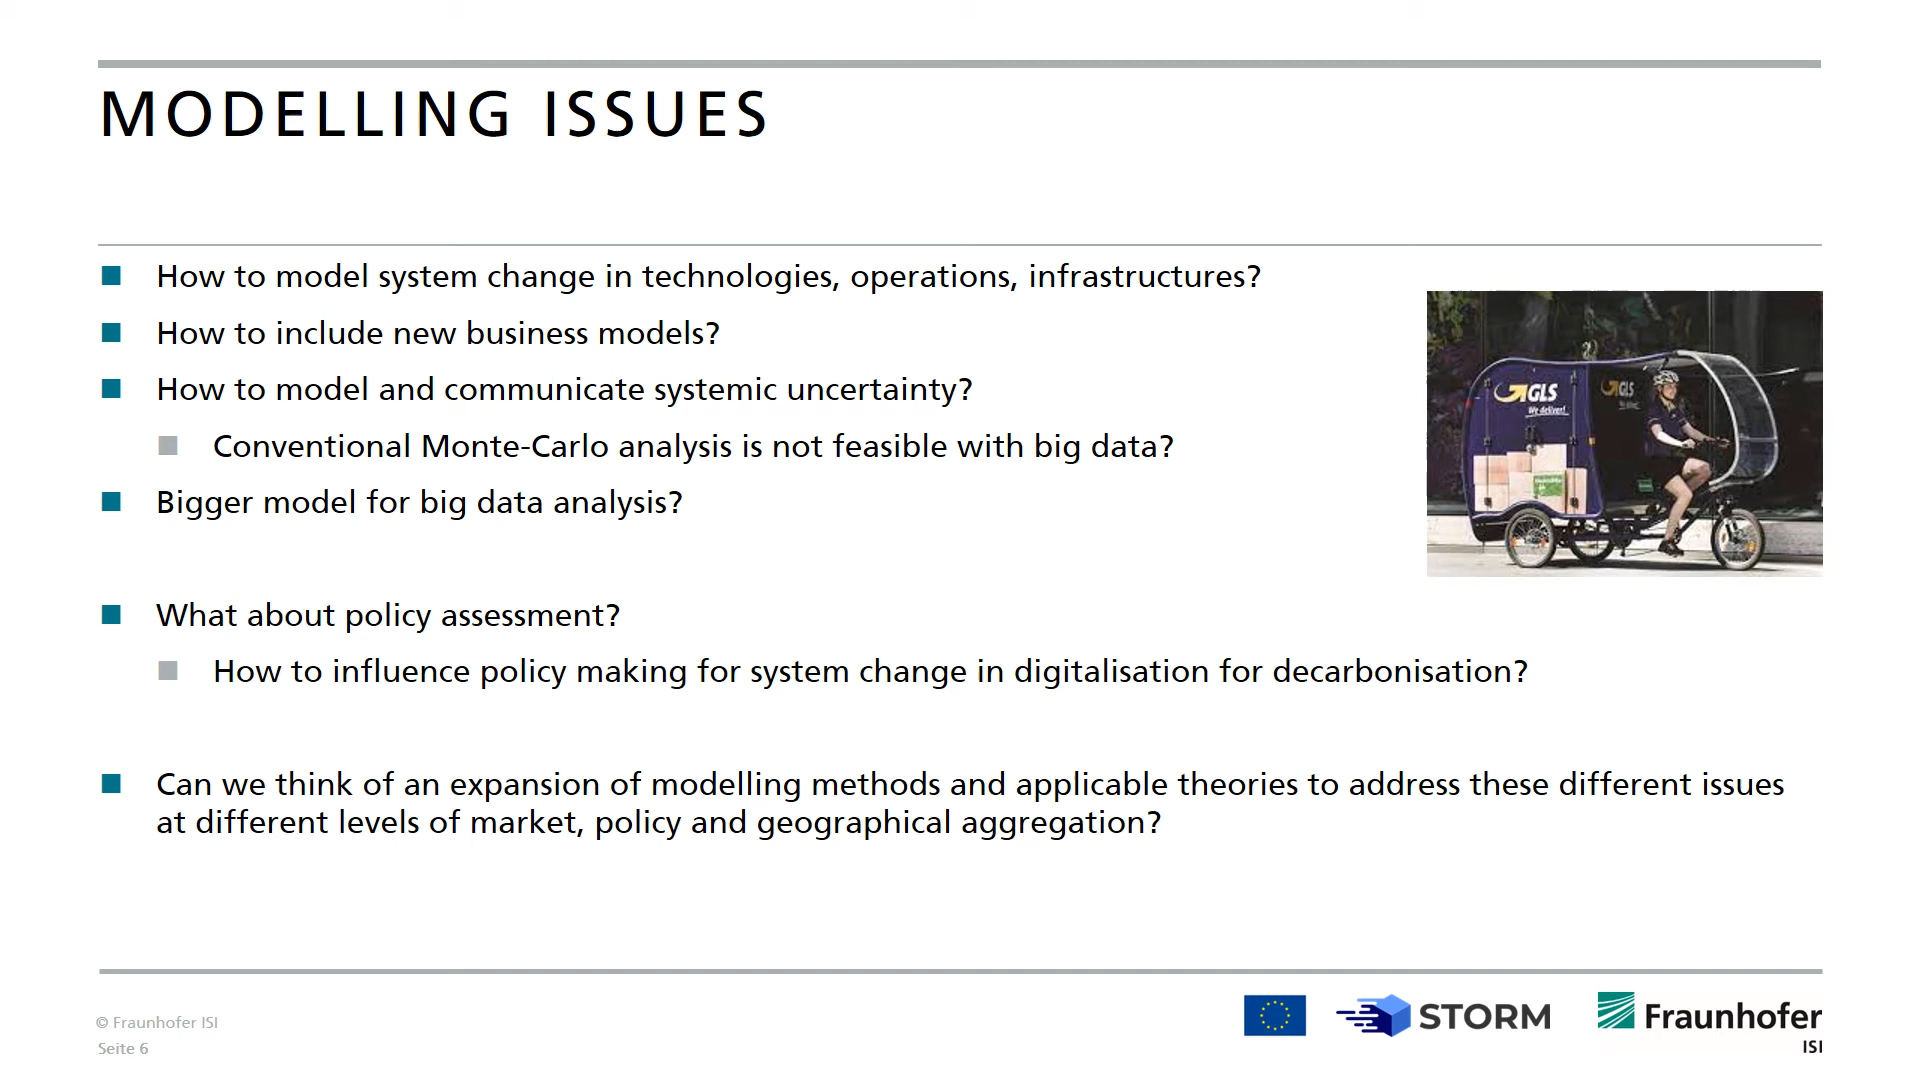 MODELLING ISSUES
How to model system change in technologies, operations, infrastructures?
How to include new business models?
How to model and communicate systemic uncertainty?
Conventional Monte-Carlo analysis is not feasible with big data?
Bigger model for big data analysis?
GLS
We deliver!
GLS
What about policy assessment?
How to influence policy making for system change in digitalisation for decarbonisation?
Can we think of an expansion of modelling methods and applicable theories to address these different issues
at different levels of market, policy and geographical aggregation?
© Fraunhofer ISI
Seite 6
STORM
Fraunhofer
ISI